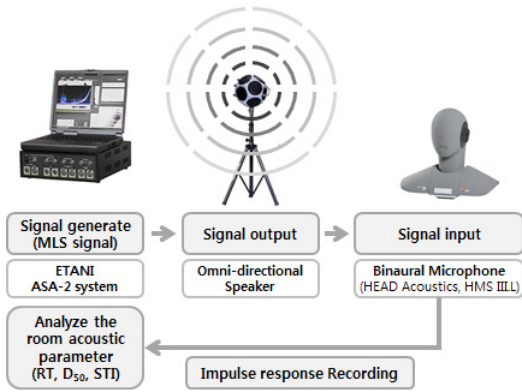 Signal generate
(MLS signal)
Signal output
Signal input
ETANI
ASA-2 system
Omni-directional
Speaker
Binaural Microphone
(HEAD Acoustics, HMS III.L)
Analyze the
room acoustic
parameter
(RT, D₅₀, STI)
Impulse response Recording